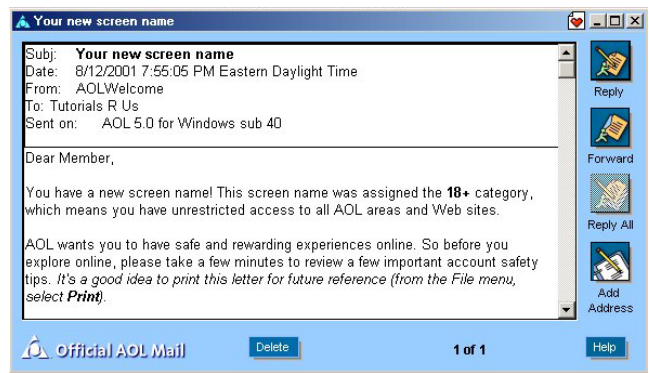 Your new screen name
Subj: Your new screen name
Date: 8/12/2001 7:55:05 PM Eastern Daylight Time
From: AOLWelcome
To: Tutorials R Us
Sent on: AOL 5.0 for Windows sub 40
Dear Member,
You have a new screen name! This screen name was assigned the 18+ category,
which means you have unrestricted access to all AOL areas and Web sites.
AOL wants you to have safe and rewarding experiences online. So before you
explore online, please take a few minutes to review a few important account safety
tips. It's a good idea to print this letter for future reference (from the File menu,
select Print).
Reply
Forward
Reply All
Add
Address
Official AOL Mail
Delete
1 of 1
Help